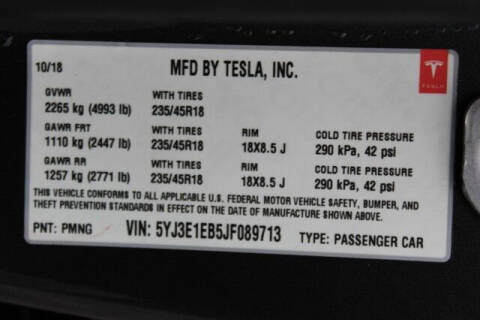 10/18 MFD BY TESLA, INC.
TESLA
GVWR WITH TIRES
2265 kg (4993 lb) 235/45R18
GAWR FRT WITH TIRES RIM COLD TIRE PRESSURE
1110 kg (2447 lb) 235/45R18 18X8.5 J 290 kPa, 42 psi
GAWR RR WITH TIRES RIM COLD TIRE PRESSURE
1257 kg (2771 lb) 235/45R18 18X8.5 J 290 kPa, 42 psi
THIS VEHICLE CONFORMS TO ALL APPLICABLE U.S. FEDERAL MOTOR VEHICLE SAFETY, BUMPER, AND
THEFT PREVENTION STANDARDS IN EFFECT ON THE DATE OF MANUFACTURE SHOWN ABOVE.
PNT: PMNG VIN: 5YJ3E1EB5JF089713 TYPE: PASSENGER CAR